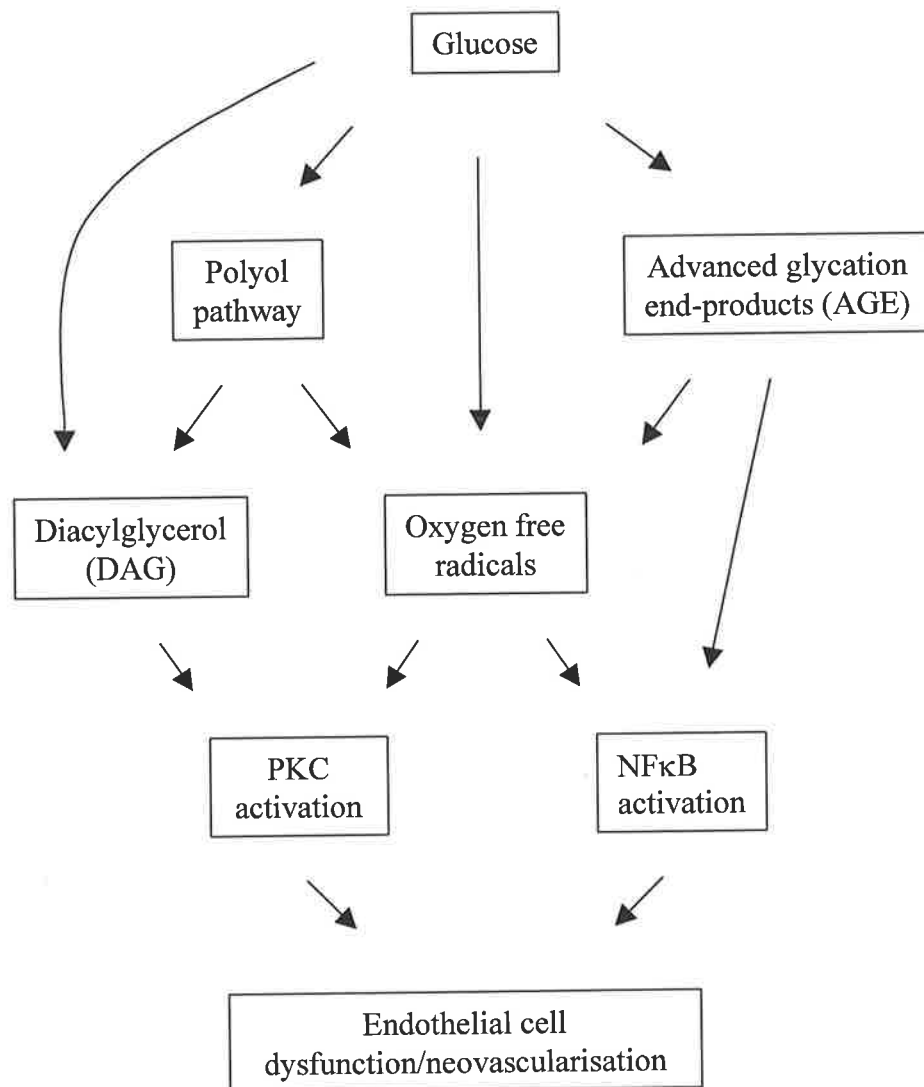 Glucose
Polyol
pathway
Advanced glycation
end-products (AGE)
Diacylglycerol
(DAG)
Oxygen free
radicals
PKC
activation
NFκB
activation
Endothelial cell
dysfunction/neovascularisation